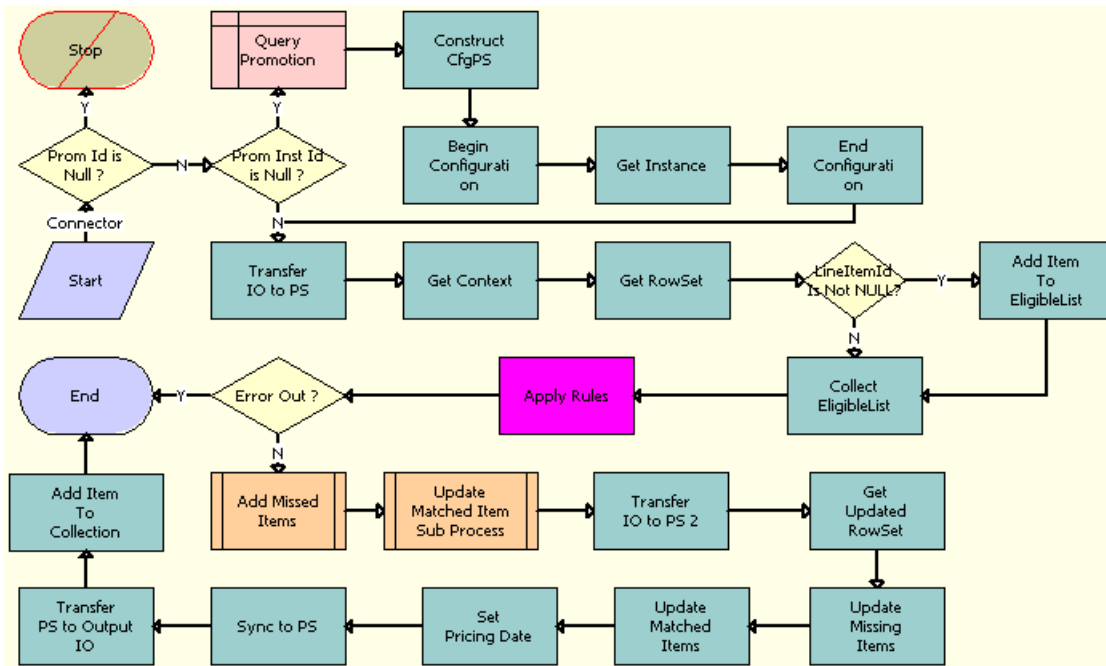 Stop
Query
Promotion
Construct
CfgPS
Y
Y
Prom Id is
Null ?
N
Prom Inst Id
is Null ?
Begin
Configurati
on
Get Instance
End
Configurati
on
Connector
N
Start
Transfer
IO to PS
Get Context
Get RowSet
LineItemId
Is Not NULL?
Y
Add Item
To
EligibleList
N
End
Y
Error Out ?
Apply Rules
Collect
EligibleList
N
Add Item
To
Collection
Add Missed
Items
Update
Matched Item
Sub Process
Transfer
IO to PS 2
Get
Updated
RowSet
Transfer
PS to Output
IO
Sync to PS
Set
Pricing Date
Update
Matched
Items
Update
Missing
Items